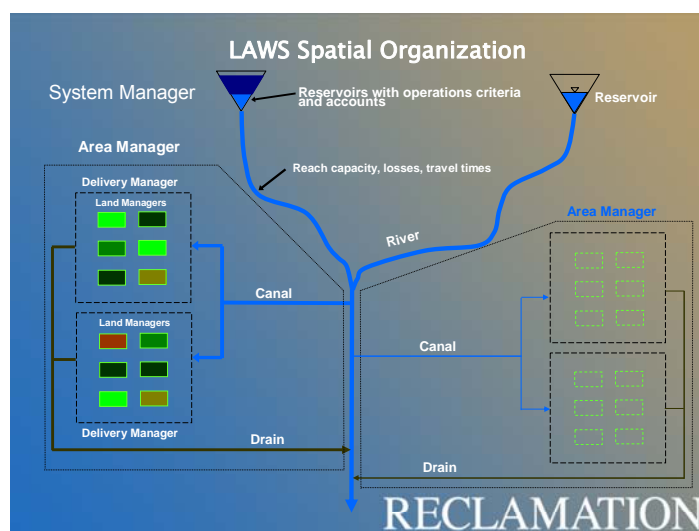 LAWS Spatial Organization
System Manager
Reservoirs with operations criteria
and accounts
Reservoir
Area Manager
Reach capacity, losses, travel times
Delivery Manager
Land Managers
Area Manager
River
Canal
Land Managers
Canal
Delivery Manager
Drain
Drain
RECLAMATION